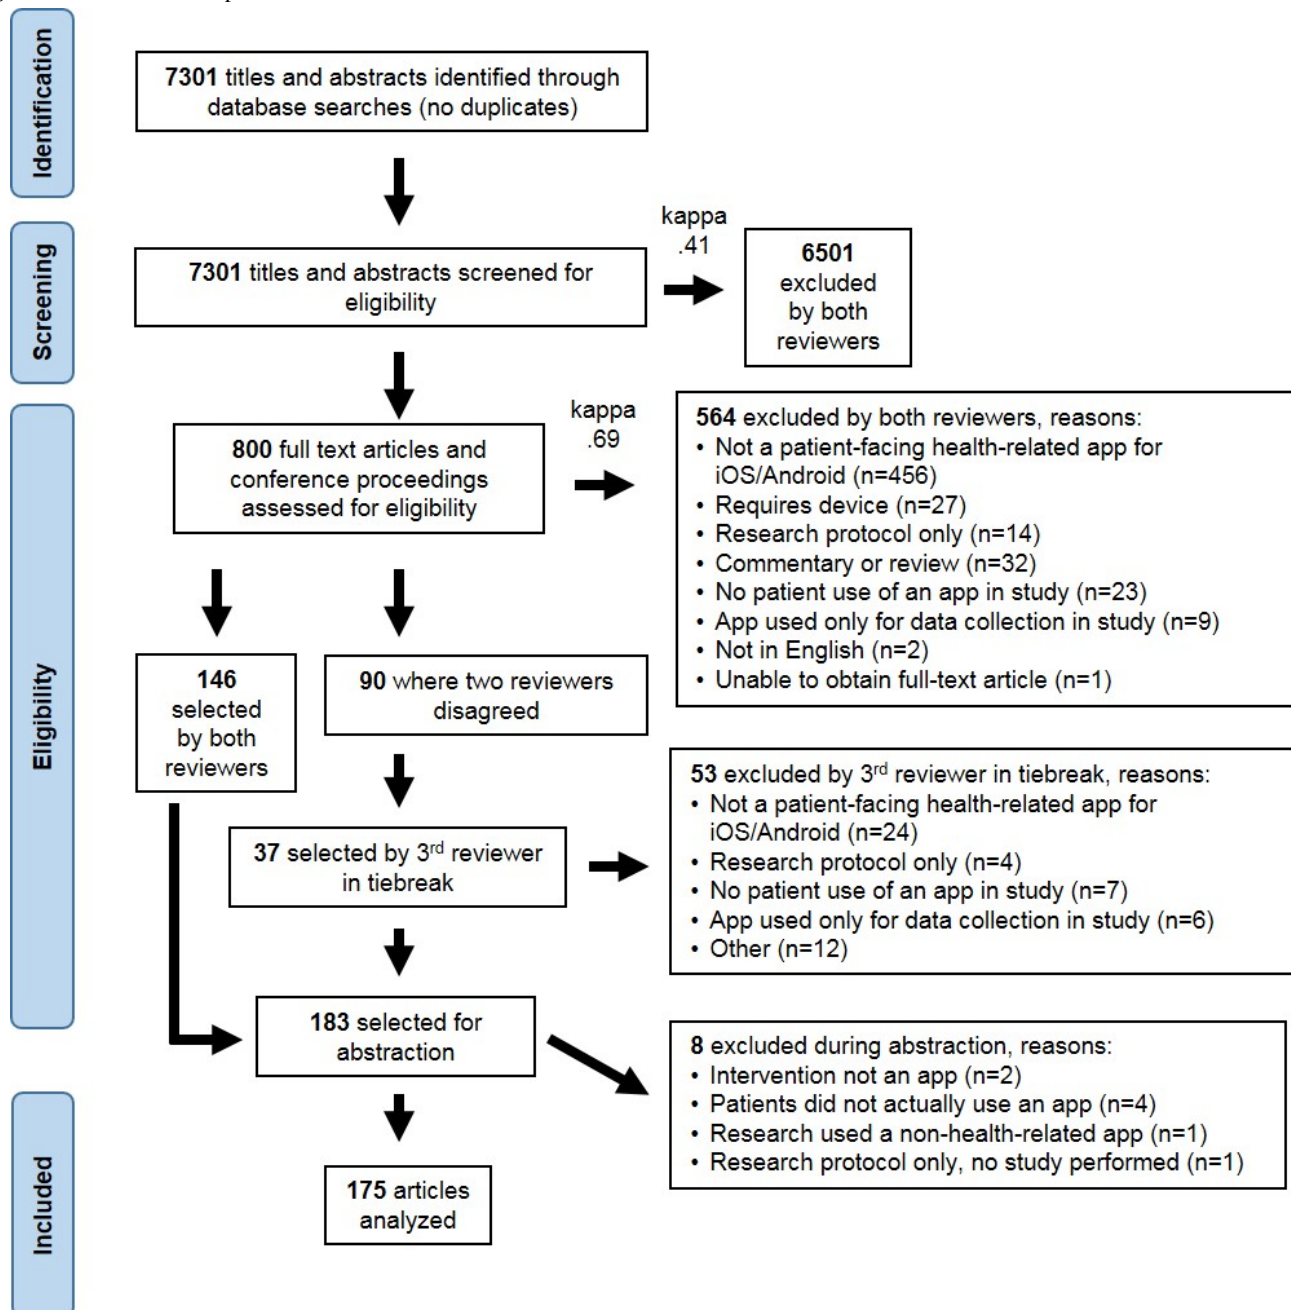 Identification
7301 titles and abstracts identified through
database searches (no duplicates)
Screening
7301 titles and abstracts screened for
eligibility
kappa
.41
6501
excluded
by both
reviewers
Eligibility
800 full text articles and
conference proceedings
assessed for eligibility
kappa
.69
564 excluded by both reviewers, reasons:
• Not a patient-facing health-related app for
iOS/Android (n=456)
• Requires device (n=27)
• Research protocol only (n=14)
• Commentary or review (n=32)
• No patient use of an app in study (n=23)
• App used only for data collection in study (n=9)
• Not in English (n=2)
• Unable to obtain full-text article (n=1)
146
selected
by both
reviewers
90 where two reviewers
disagreed
37 selected by 3rd reviewer
in tiebreak
53 excluded by 3rd reviewer in tiebreak, reasons:
• Not a patient-facing health-related app for
iOS/Android (n=24)
• Research protocol only (n=4)
• No patient use of an app in study (n=7)
• App used only for data collection in study (n=6)
• Other (n=12)
183 selected for
abstraction
8 excluded during abstraction, reasons:
• Intervention not an app (n=2)
• Patients did not actually use an app (n=4)
• Research used a non-health-related app (n=1)
• Research protocol only, no study performed (n=1)
Included
175 articles
analyzed